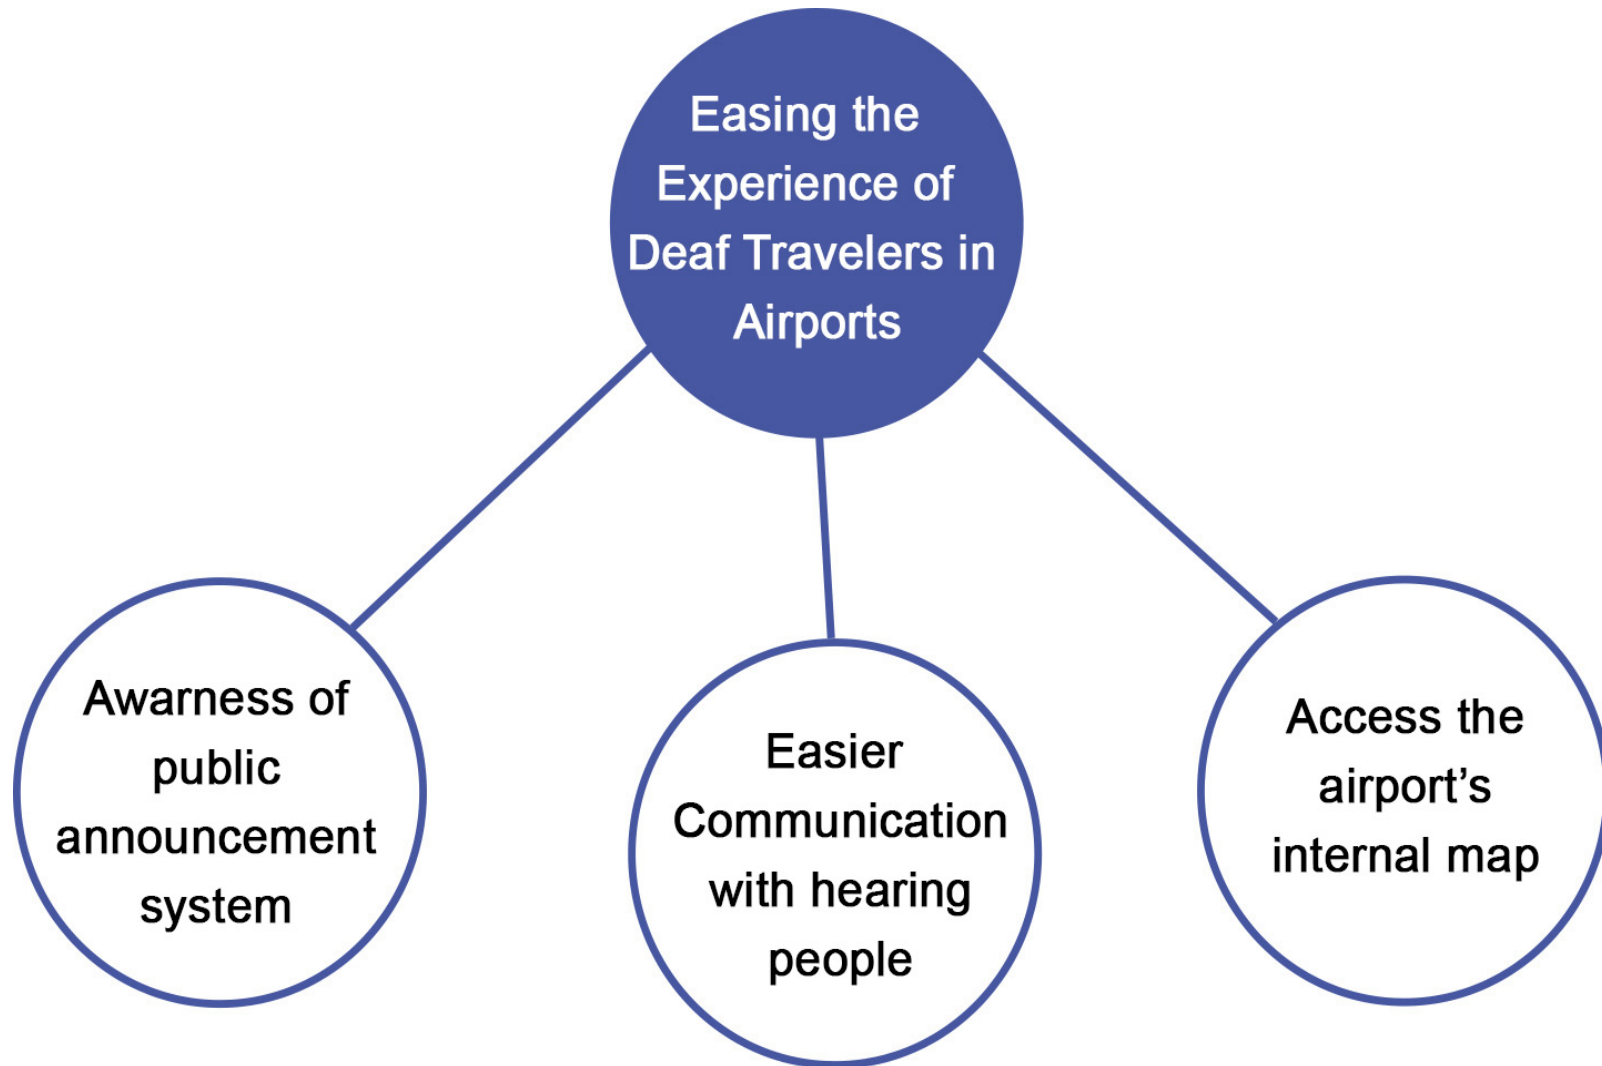 Easing the
Experience of
Deaf Travelers in
Airports
Awarness of
public
announcement
system
Easier
Communication
with hearing
people
Access the
airport’s
internal map